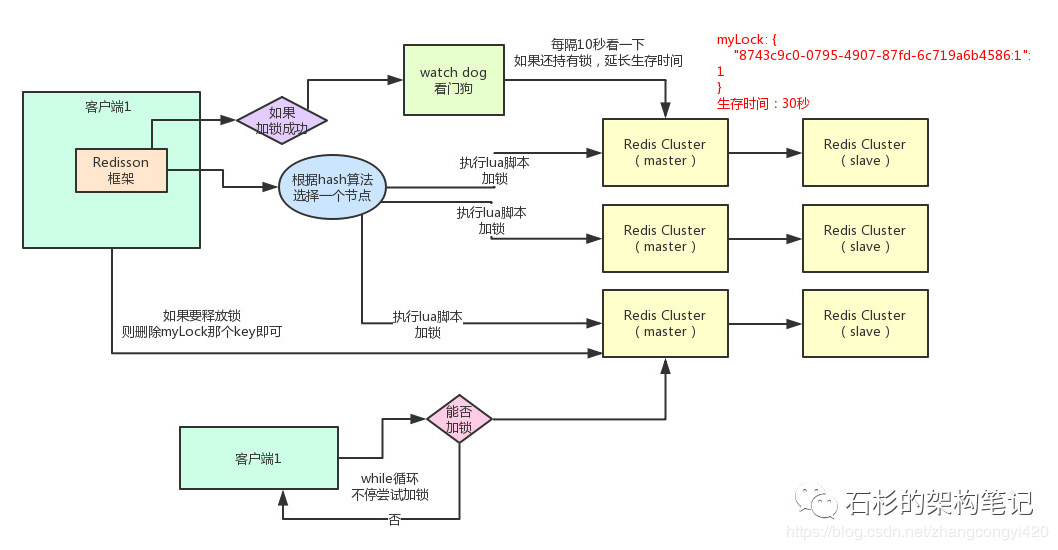 每隔10秒看一下
如果还持有锁，延长生存时间
myLock: {
"8743c9c0-0795-4907-87fd-6c719a6b4586:1":
1
}
生存时间：30秒
watch dog
看门狗
客户端1
如果
加锁成功
Redisson
框架
根据hash算法
选择一个节点
执行lua脚本
加锁
Redis Cluster
（master）
Redis Cluster
（slave）
执行lua脚本
加锁
Redis Cluster
（master）
Redis Cluster
（slave）
如果要释放锁
则删除myLock那个key即可
执行lua脚本
加锁
Redis Cluster
（master）
Redis Cluster
（slave）
能否
加锁
客户端1
while循环
不停尝试加锁
否
石杉的架构笔记
https://blog.csdn.net/zhangcongyi420